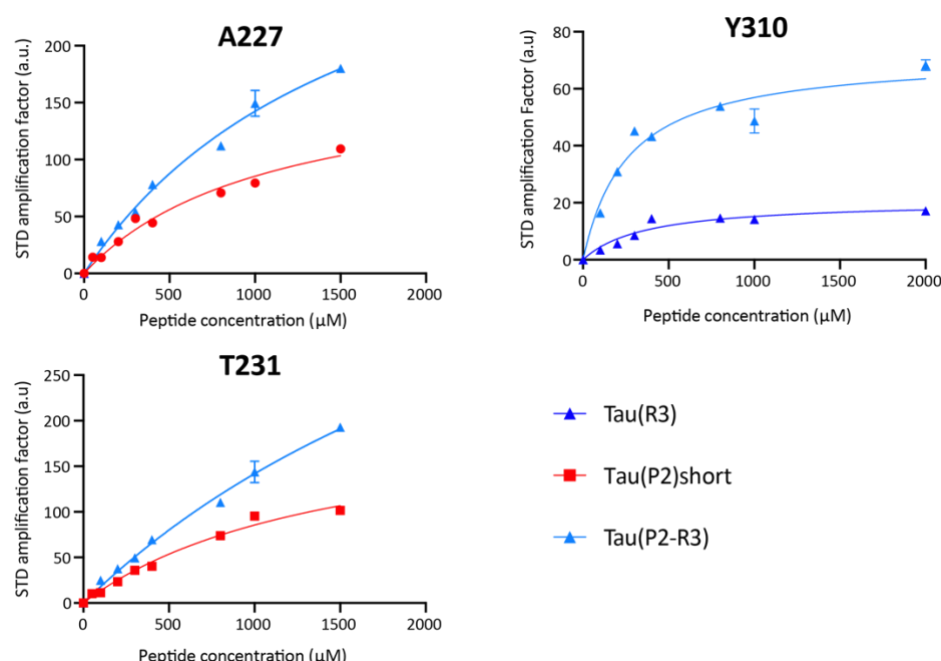 A227
200
150
100
50
0
0 500 1000 1500 2000
STD amplification factor (a.u.)
Peptide concentration (µM)
Y310
80
60
40
20
0
0 500 1000 1500 2000
STD amplification Factor (a.u)
Peptide concentration (µM)
T231
250
200
150
100
50
0
0 500 1000 1500 2000
STD amplification factor (a.u)
Peptide concentration (µM)
Tau(R3)
Tau(P2)short
Tau(P2-R3)